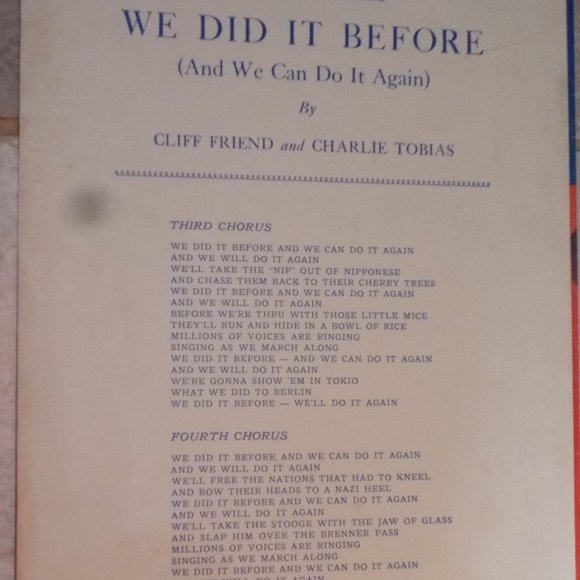 WE DID IT BEFORE
(And We Can Do It Again)
By
CLIFF FRIEND and CHARLIE TOBIAS
THIRD CHORUS
WE DID IT BEFORE AND WE CAN DO IT AGAIN
AND WE WILL DO IT AGAIN
WE'LL TAKE THE "NIP" OUT OF NIPPONESE
AND CHASE THEM BACK TO THEIR CHERRY TREES
WE DID IT BEFORE AND WE CAN DO IT AGAIN
AND WE WILL DO IT AGAIN
BEFORE WE'RE THRU WITH THOSE LITTLE MICE
THEY'LL RUN AND HIDE IN A BOWL OF RICE
MILLIONS OF VOICES ARE RINGING
SINGING AS WE MARCH ALONG
WE DID IT BEFORE — AND WE CAN DO IT AGAIN
AND WE WILL DO IT AGAIN
WE'RE GONNA SHOW 'EM IN TOKIO
WHAT WE DID TO BERLIN
WE DID IT BEFORE — WE'LL DO IT AGAIN
FOURTH CHORUS
WE DID IT BEFORE AND WE CAN DO IT AGAIN
AND WE WILL DO IT AGAIN
WE'LL FREE THE NATIONS THAT HAD TO KNEEL
AND BOW THEIR HEADS TO A NAZI HEEL
WE DID IT BEFORE AND WE CAN DO IT AGAIN
AND WE WILL DO IT AGAIN
WE'LL TAKE THE STOOGE WITH THE JAW OF GLASS
AND SLAP HIM OVER THE BRENNER PASS
MILLIONS OF VOICES ARE RINGING
SINGING AS WE MARCH ALONG
WE DID IT BEFORE AND WE CAN DO IT AGAIN
WILL DO IT AGAIN